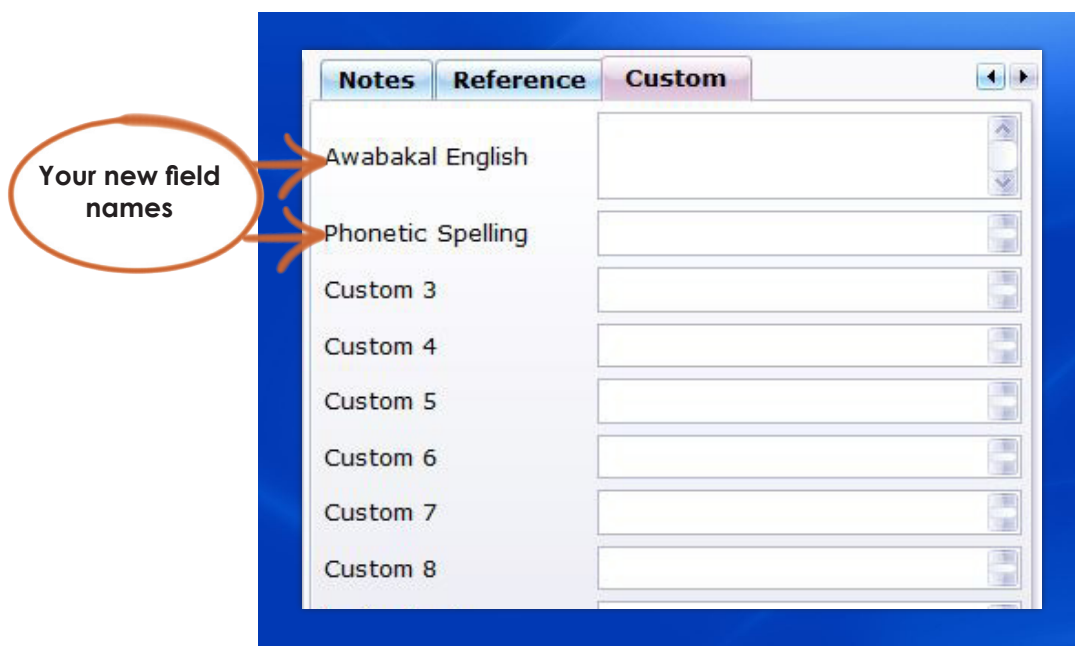 Notes Reference Custom
Your new field
names
Awabakal English
Phonetic Spelling
Custom 3
Custom 4
Custom 5
Custom 6
Custom 7
Custom 8